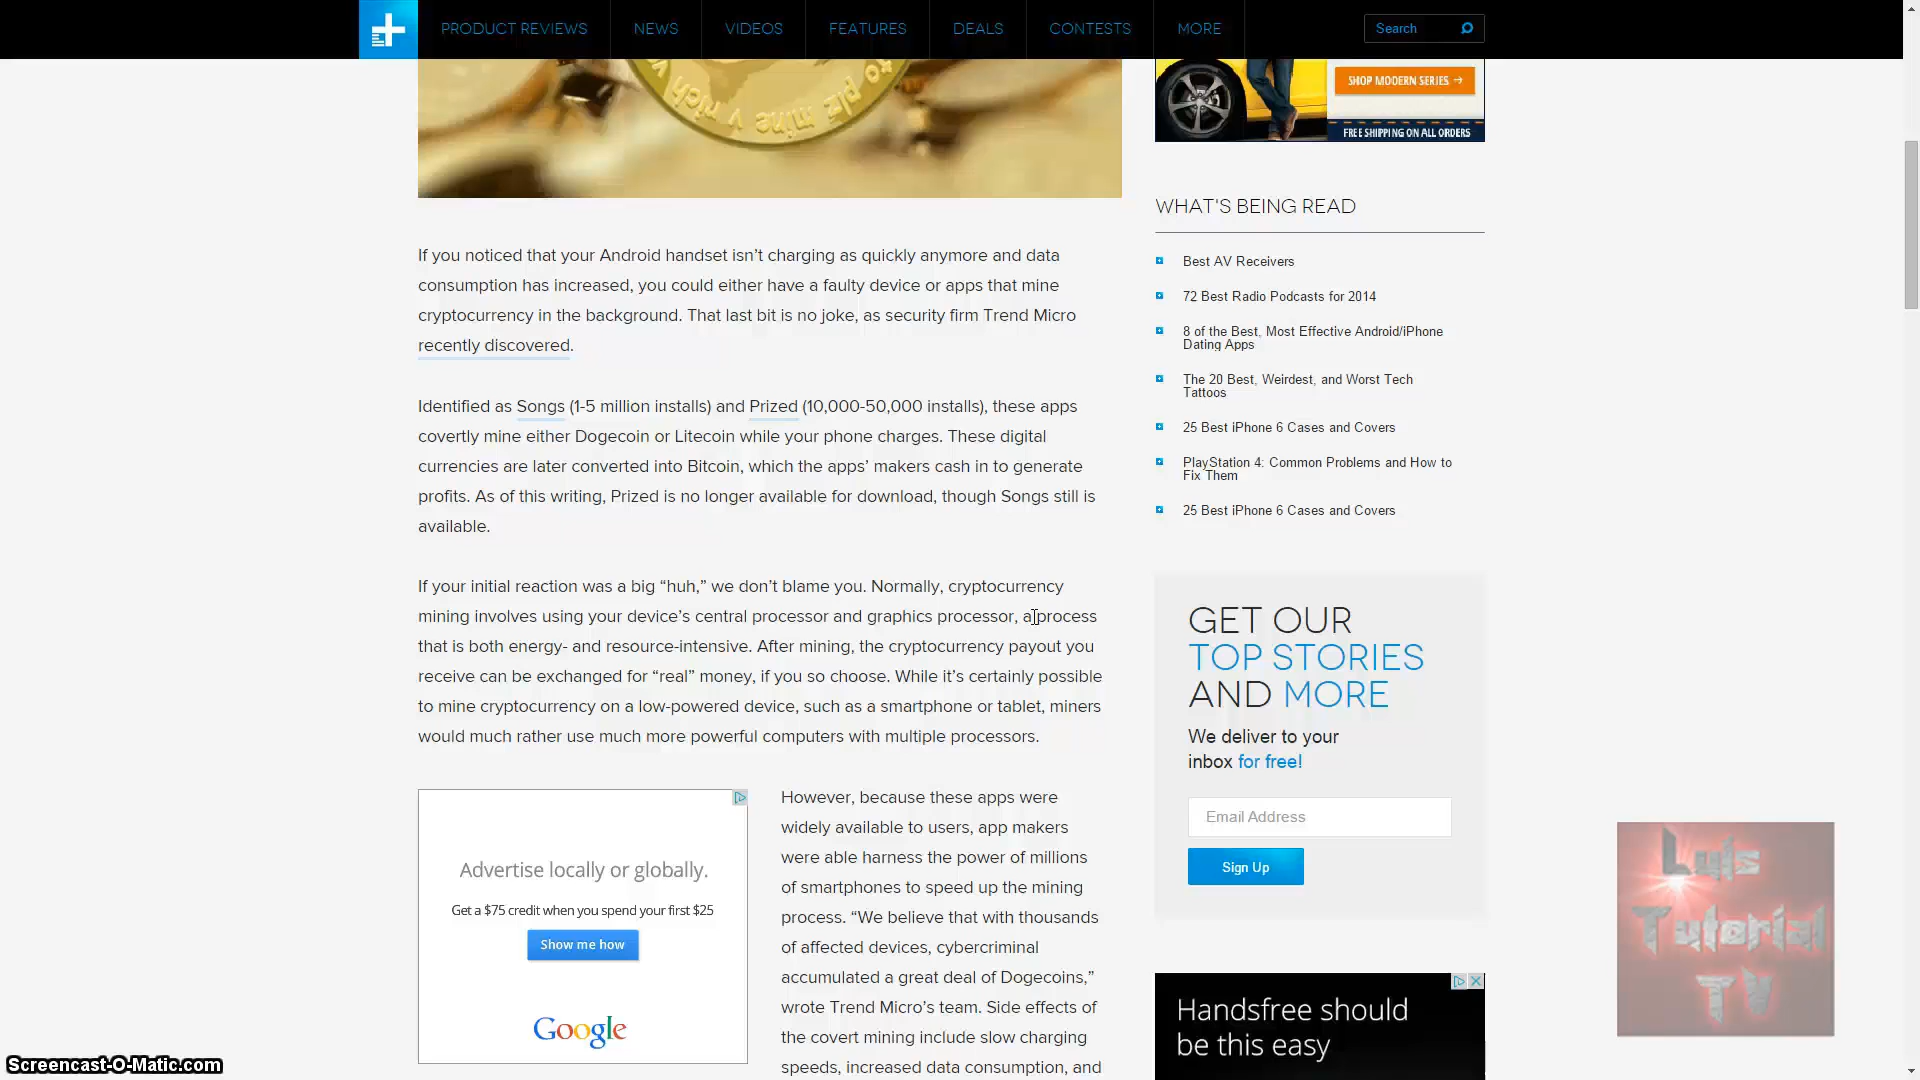 PRODUCT REVIEWS NEWS VIDEOS FEATURES DEALS CONTESTS MORE Search
to plz mine v rich v
SHOP MODERN SERIES →
FREE SHIPPING ON ALL ORDERS
If you noticed that your Android handset isn’t charging as quickly anymore and data
consumption has increased, you could either have a faulty device or apps that mine
cryptocurrency in the background. That last bit is no joke, as security firm Trend Micro
recently discovered.
Identified as Songs (1-5 million installs) and Prized (10,000-50,000 installs), these apps
covertly mine either Dogecoin or Litecoin while your phone charges. These digital
currencies are later converted into Bitcoin, which the apps’ makers cash in to generate
profits. As of this writing, Prized is no longer available for download, though Songs still is
available.
If your initial reaction was a big “huh,” we don’t blame you. Normally, cryptocurrency
mining involves using your device’s central processor and graphics processor, a process
that is both energy- and resource-intensive. After mining, the cryptocurrency payout you
receive can be exchanged for “real” money, if you so choose. While it’s certainly possible
to mine cryptocurrency on a low-powered device, such as a smartphone or tablet, miners
would much rather use much more powerful computers with multiple processors.
Advertise locally or globally.
Get a $75 credit when you spend your first $25
Show me how
Google
However, because these apps were
widely available to users, app makers
were able harness the power of millions
of smartphones to speed up the mining
process. “We believe that with thousands
of affected devices, cybercriminal
accumulated a great deal of Dogecoins,”
wrote Trend Micro’s team. Side effects of
the covert mining include slow charging
speeds, increased data consumption, and
WHAT'S BEING READ
Best AV Receivers
72 Best Radio Podcasts for 2014
8 of the Best, Most Effective Android/iPhone
Dating Apps
The 20 Best, Weirdest, and Worst Tech
Tattoos
25 Best iPhone 6 Cases and Covers
PlayStation 4: Common Problems and How to
Fix Them
25 Best iPhone 6 Cases and Covers
GET OUR
TOP STORIES
AND MORE
We deliver to your
inbox for free!
Email Address
Sign Up
Handsfree should
be this easy
Luis
Tutorial
TV
Screencast-O-Matic.com